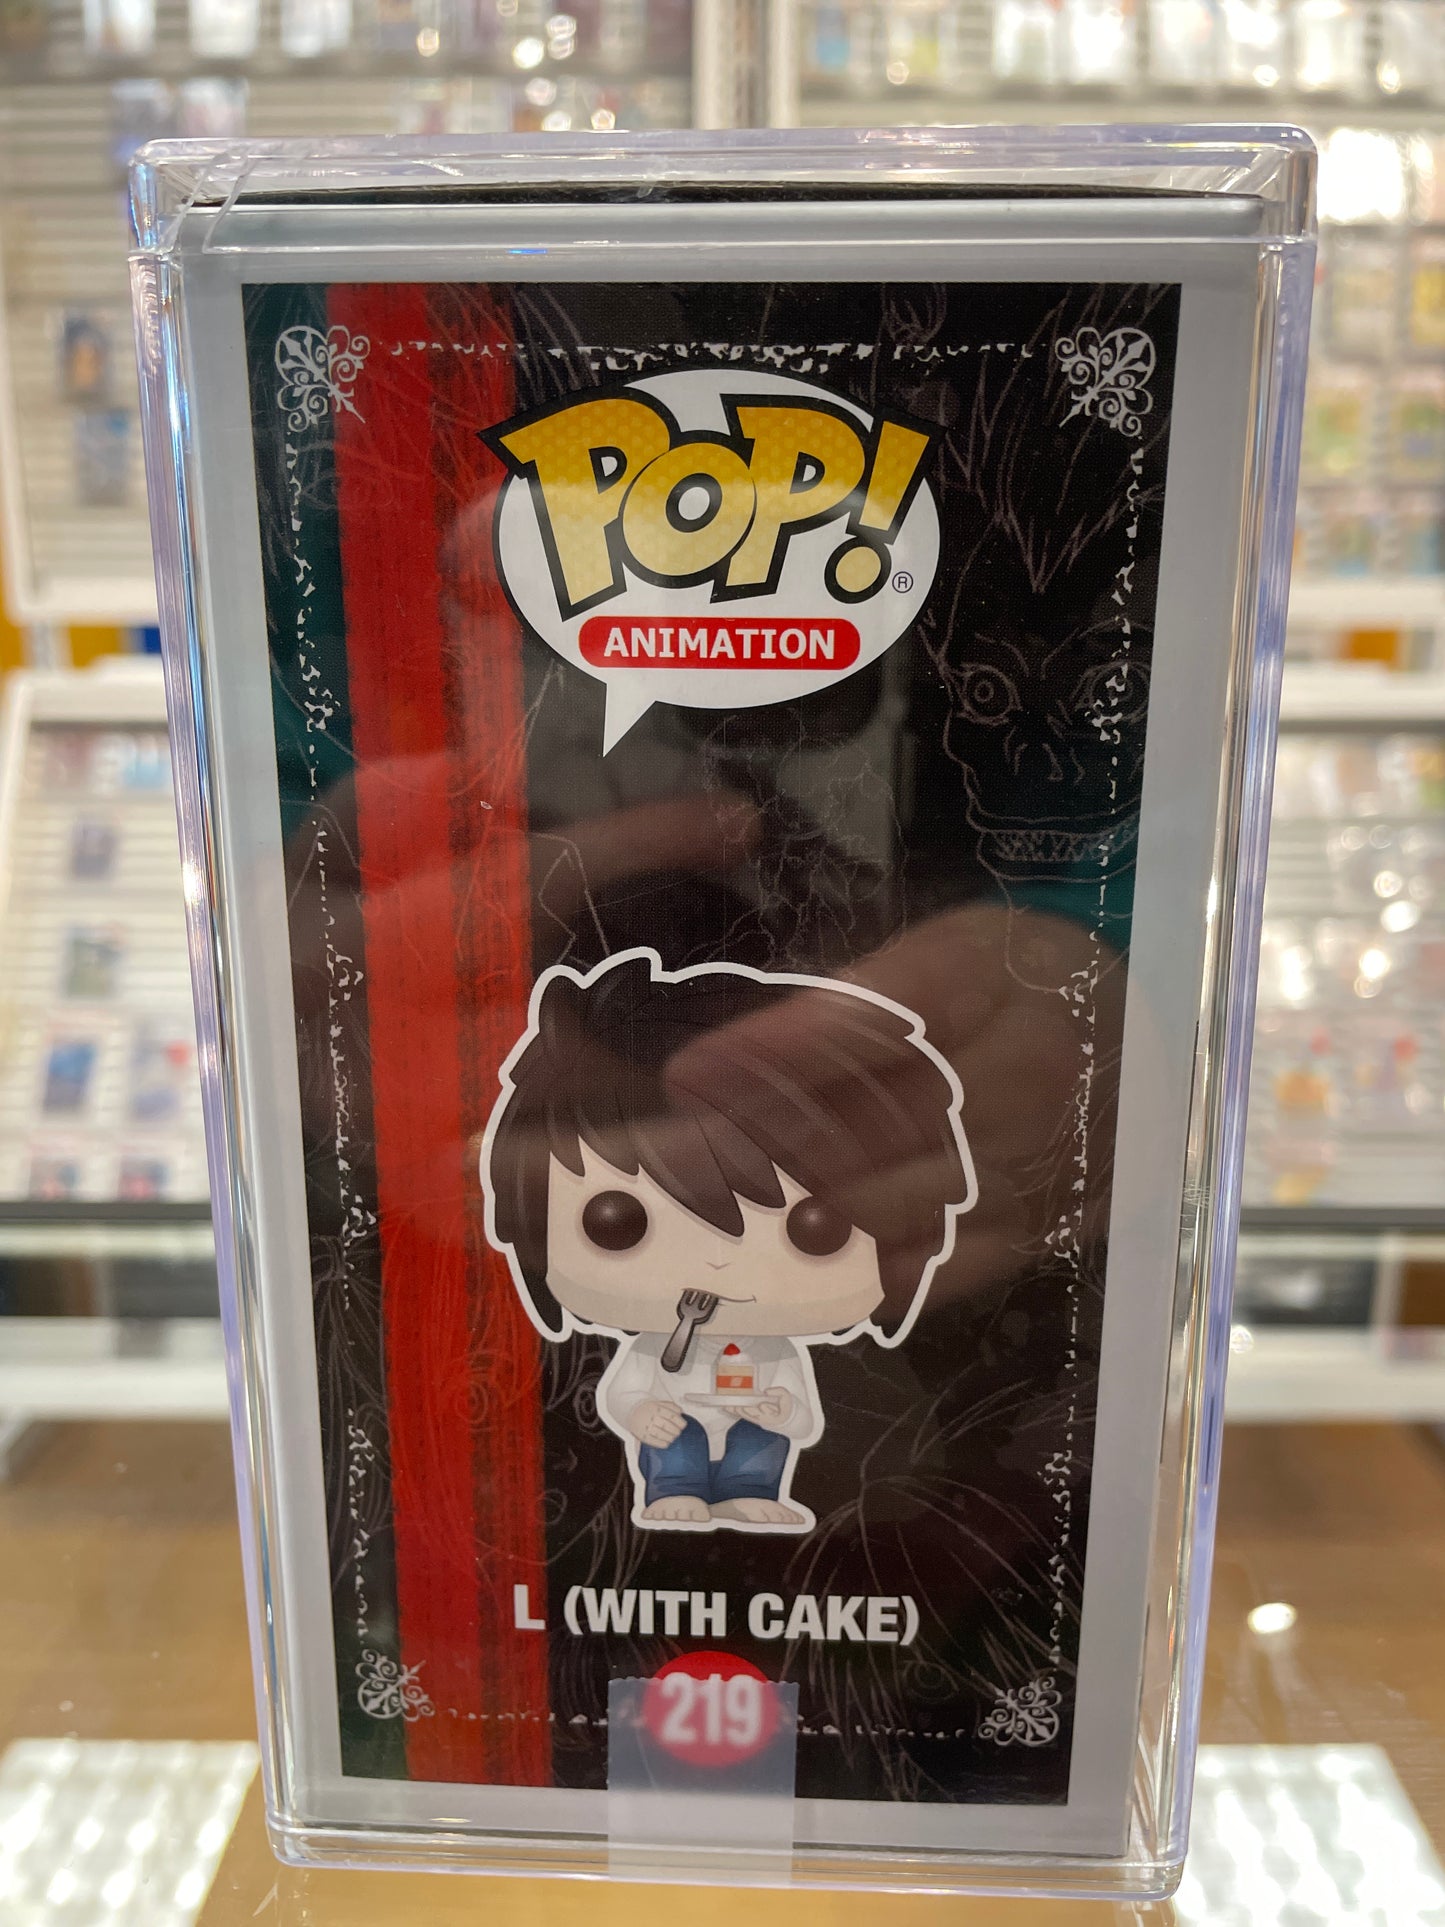 POP!
®
ANIMATION
L (WITH CAKE)
219